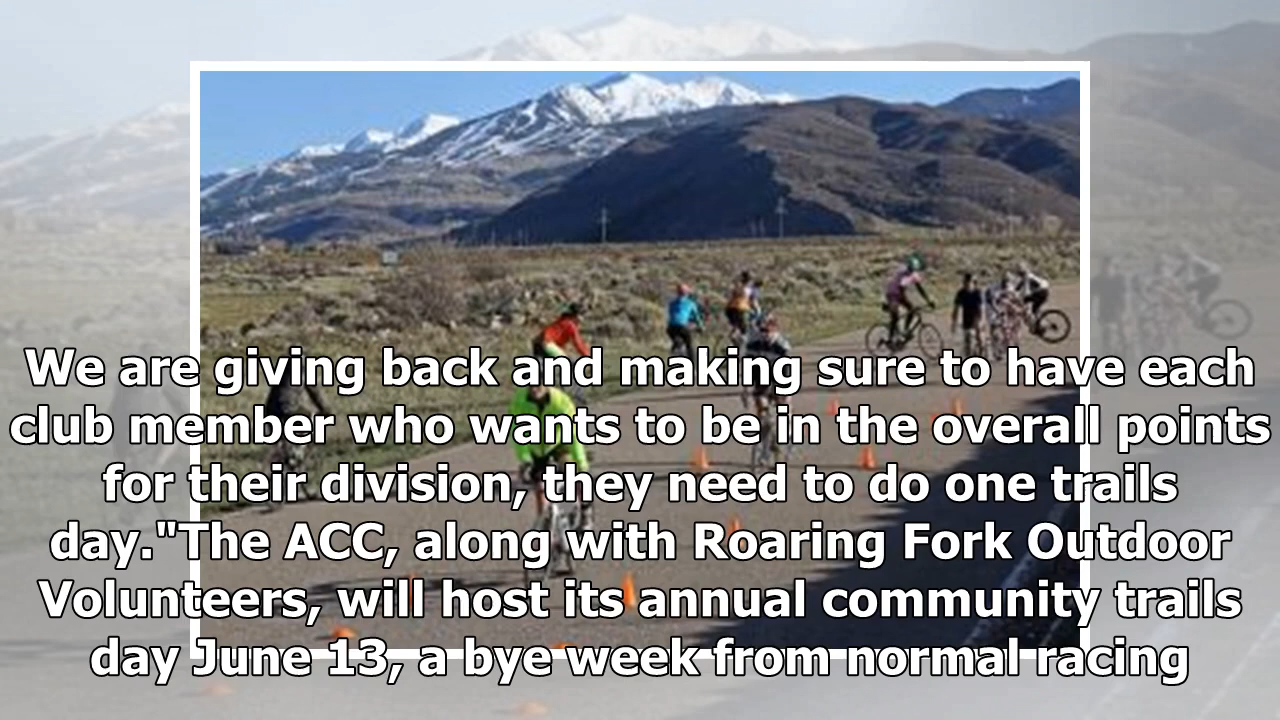 We are giving back and making sure to have each
club member who wants to be in the overall points
for their division, they need to do one trails
day."The ACC, along with Roaring Fork Outdoor
Volunteers, will host its annual community trails
day June 13, a bye week from normal racing